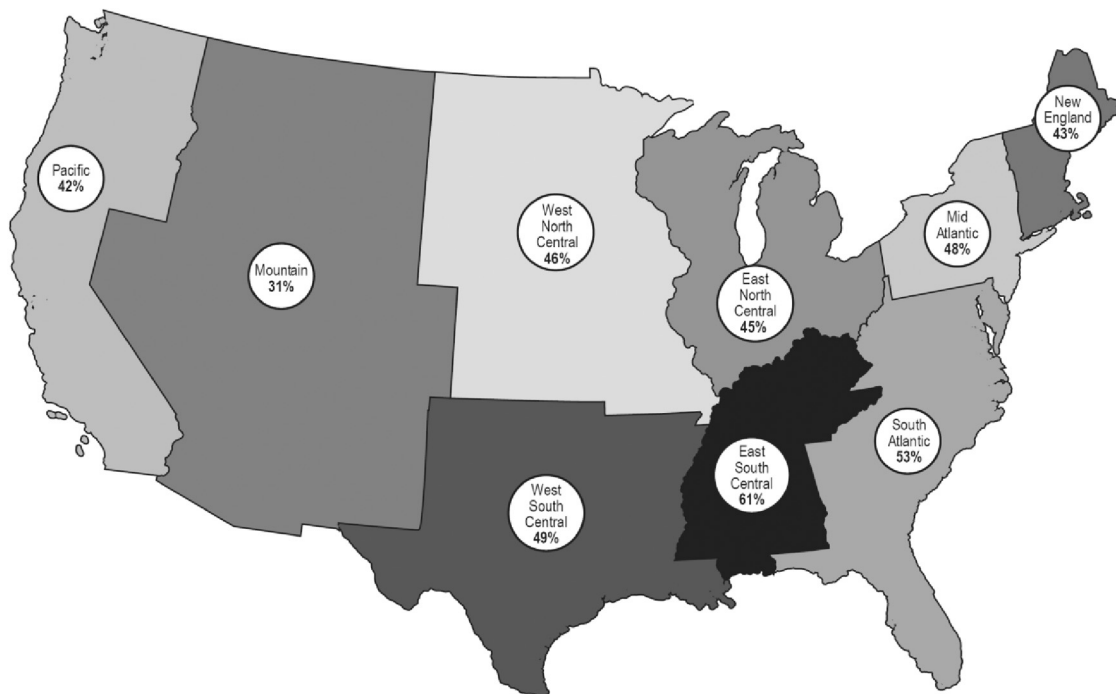 New
England
43%
Pacific
42%
West
North
Central
46%
Mid
Atlantic
48%
Mountain
31%
East
North
Central
45%
South
Atlantic
53%
East
South
Central
61%
West
South
Central
49%